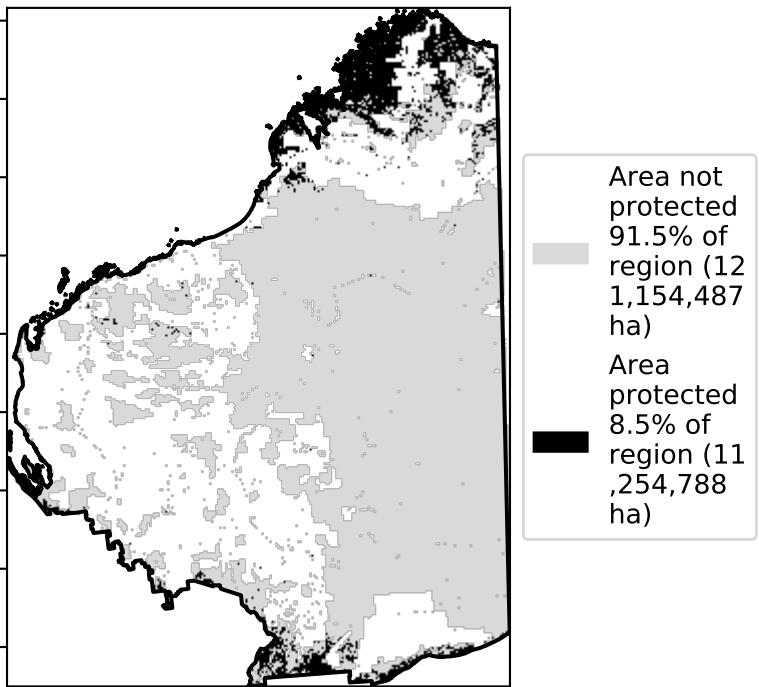 Area not
protected
91.5% of
region (12
1,154,487
ha)
Area
protected
8.5% of
region (11
,254,788
ha)